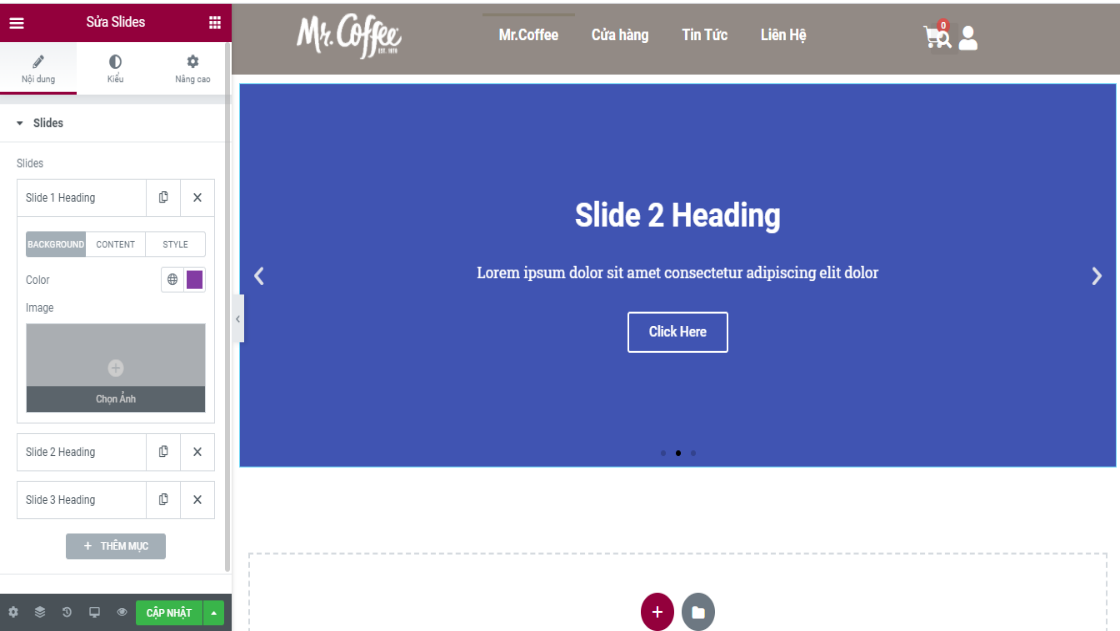 Sửa Slides
Nội dung
Kiểu
Nâng cao
Slides
Slides
Slide 1 Heading
BACKGROUND
CONTENT
STYLE
Color
Image
Chọn Ảnh
Slide 2 Heading
Slide 3 Heading
+ THÊM MỤC
CẬP NHẬT
Mr. Coffee
Mr.Coffee
Cửa hàng
Tin Tức
Liên Hệ
0
Slide 2 Heading
Lorem ipsum dolor sit amet consectetur adipiscing elit dolor
Click Here